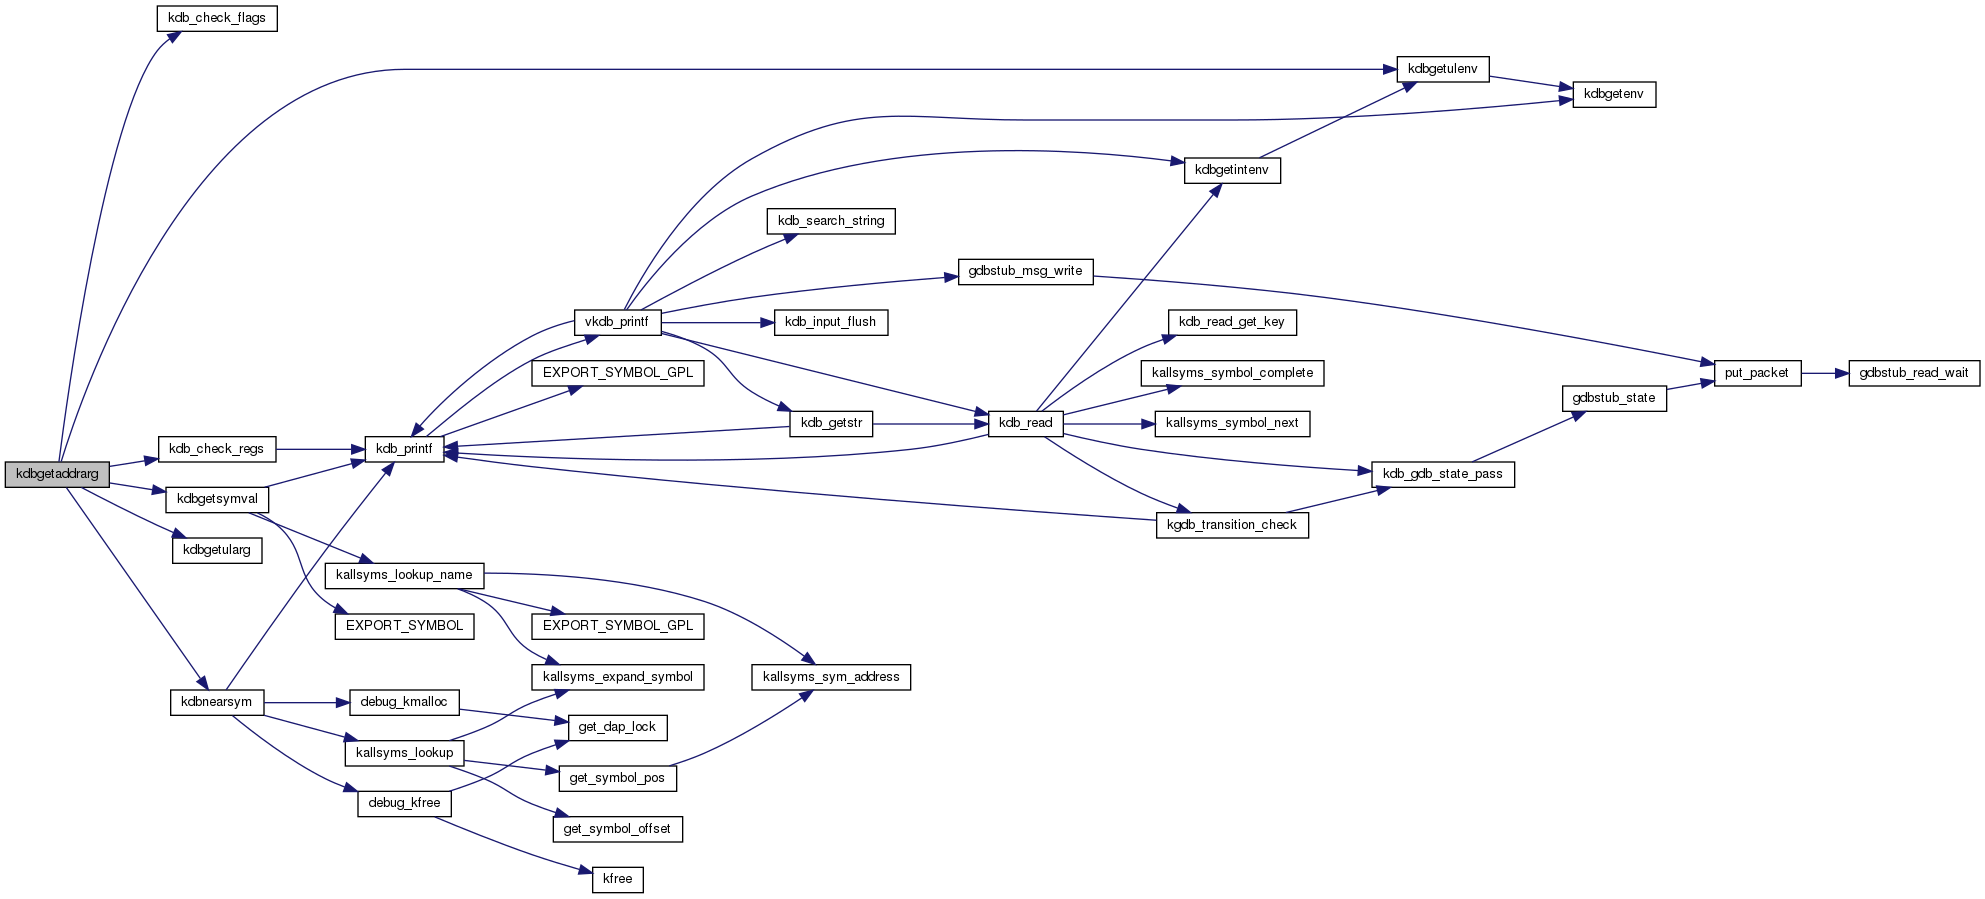 kdb_check_flags
kdbgetulenv
kdbgetenv
kdbgetintenv
kdb_search_string
gdbstub_msg_write
vkdb_printf
kdb_input_flush
kdb_read_get_key
EXPORT_SYMBOL_GPL
kallsyms_symbol_complete
put_packet
gdbstub_read_wait
gdbstub_state
kdb_getstr
kdb_read
kallsyms_symbol_next
kdb_check_regs
kdb_printf
kdbgetaddrarg
kdb_gdb_state_pass
kdbgetsymval
kgdb_transition_check
kdbgetularg
kallsyms_lookup_name
EXPORT_SYMBOL
EXPORT_SYMBOL_GPL
kallsyms_expand_symbol
kallsyms_sym_address
kdbnearsym
debug_kmalloc
get_dap_lock
kallsyms_lookup
get_symbol_pos
debug_kfree
get_symbol_offset
kfree